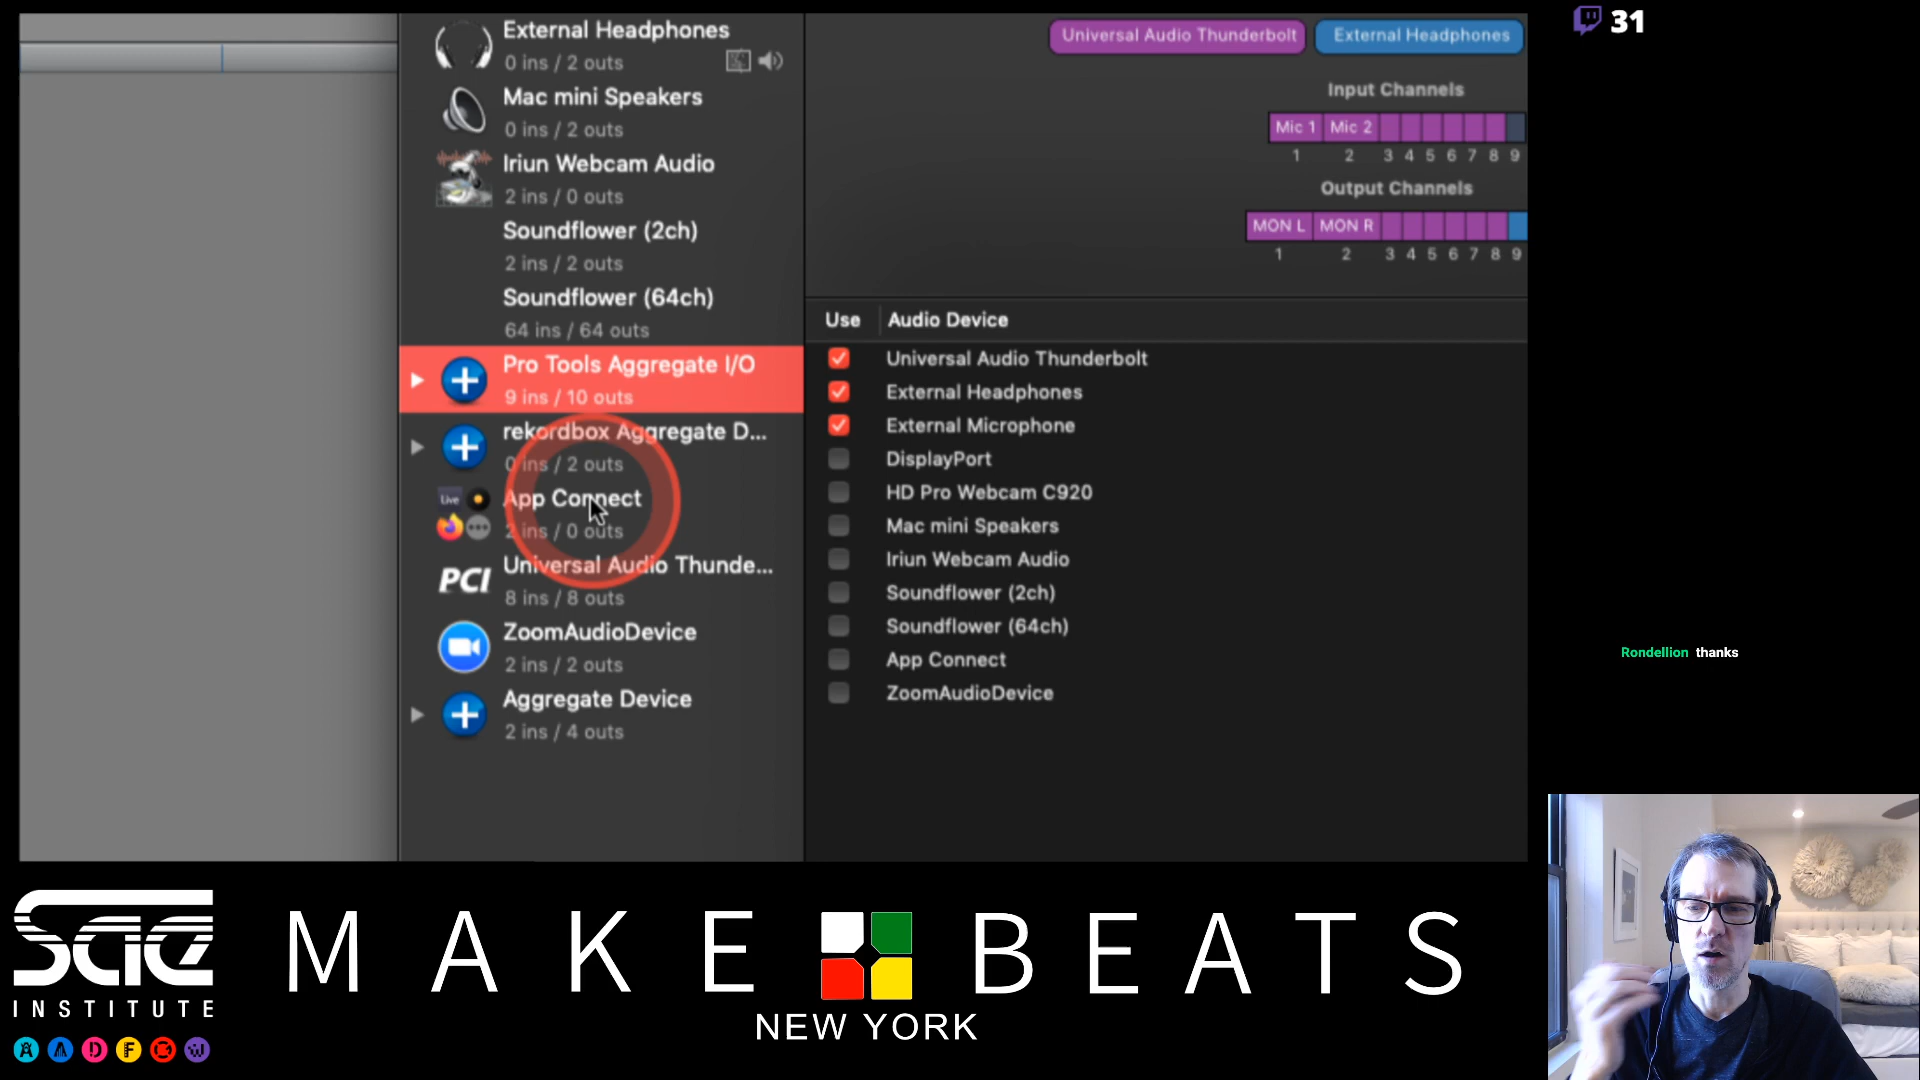 External Headphones
0 ins / 2 outs
Mac mini Speakers
0 ins / 2 outs
Iriun Webcam Audio
2 ins / 0 outs
Soundflower (2ch)
2 ins / 2 outs
Soundflower (64ch)
64 ins / 64 outs
Pro Tools Aggregate I/O
9 ins / 10 outs
rekordbox Aggregate D...
0 ins / 2 outs
Live
App Connect
2 ins / 0 outs
PCI
Universal Audio Thunde...
8 ins / 8 outs
ZoomAudioDevice
2 ins / 2 outs
Aggregate Device
2 ins / 4 outs
Universal Audio Thunderbolt
External Headphones
Input Channels
Mic 1 Mic 2
1 2 3 4 5 6 7 8 9
Output Channels
MON L MON R
1 2 3 4 5 6 7 8 9
Use Audio Device
Universal Audio Thunderbolt
External Headphones
External Microphone
DisplayPort
HD Pro Webcam C920
Mac mini Speakers
Iriun Webcam Audio
Soundflower (2ch)
Soundflower (64ch)
App Connect
ZoomAudioDevice
31
Rondellion thanks
sae
INSTITUTE
MAKE BEATS
NEW YORK